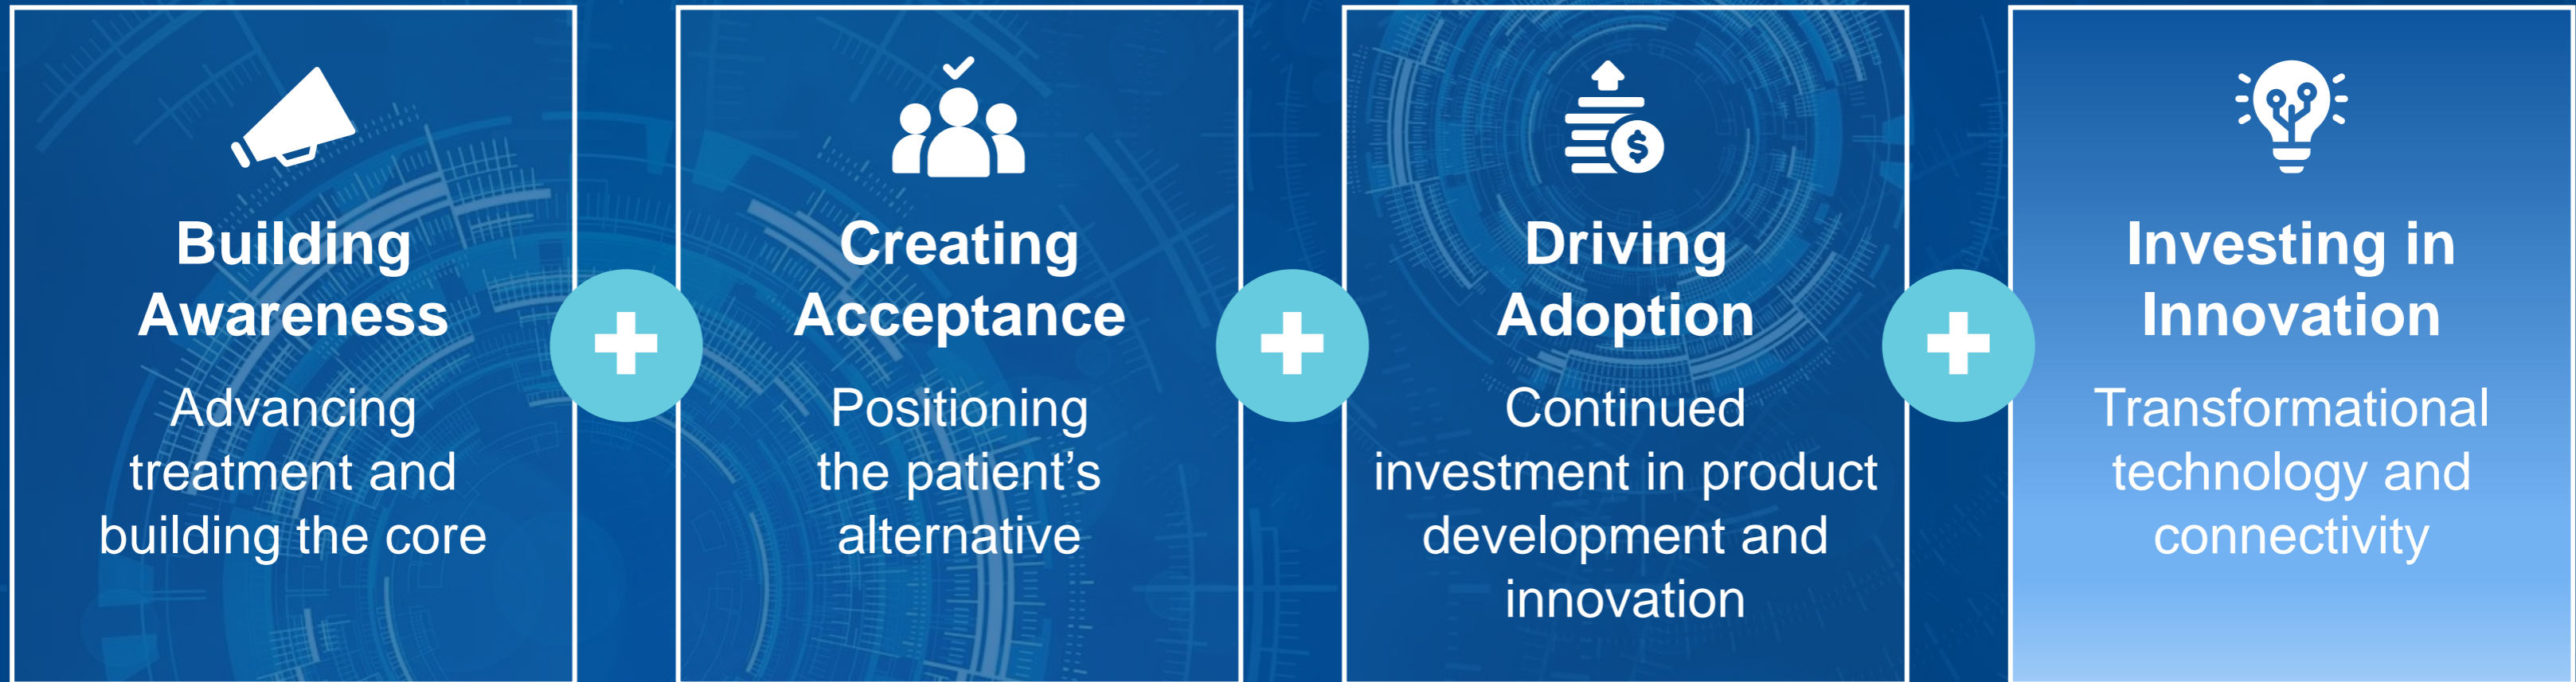 Building
Awareness
Advancing
treatment and
building the core
Creating
Acceptance
Positioning
the patient’s
alternative
$
Driving
Adoption
Continued
investment in product
development and
innovation
Investing in
Innovation
Transformational
technology and
connectivity